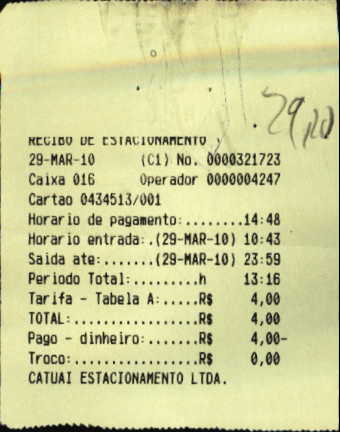 RECIBO DE ESTACIONAMENTO
29-MAR-10 (C1) No. 0000321723
Caixa 016 Operador 0000004247
Cartao 0434513/001
Horario de pagamento:........14:48
Horario entrada:.(29-MAR-10) 10:43
Saida ate:.......(29-MAR-10) 23:59
Periodo Total:.........h 13:16
Tarifa - Tabela A:.....R$ 4,00
TOTAL:.................R$ 4,00
Pago - dinheiro:.......R$ 4,00-
Troco:.................R$ 0,00
CATUAI ESTACIONAMENTO LTDA.